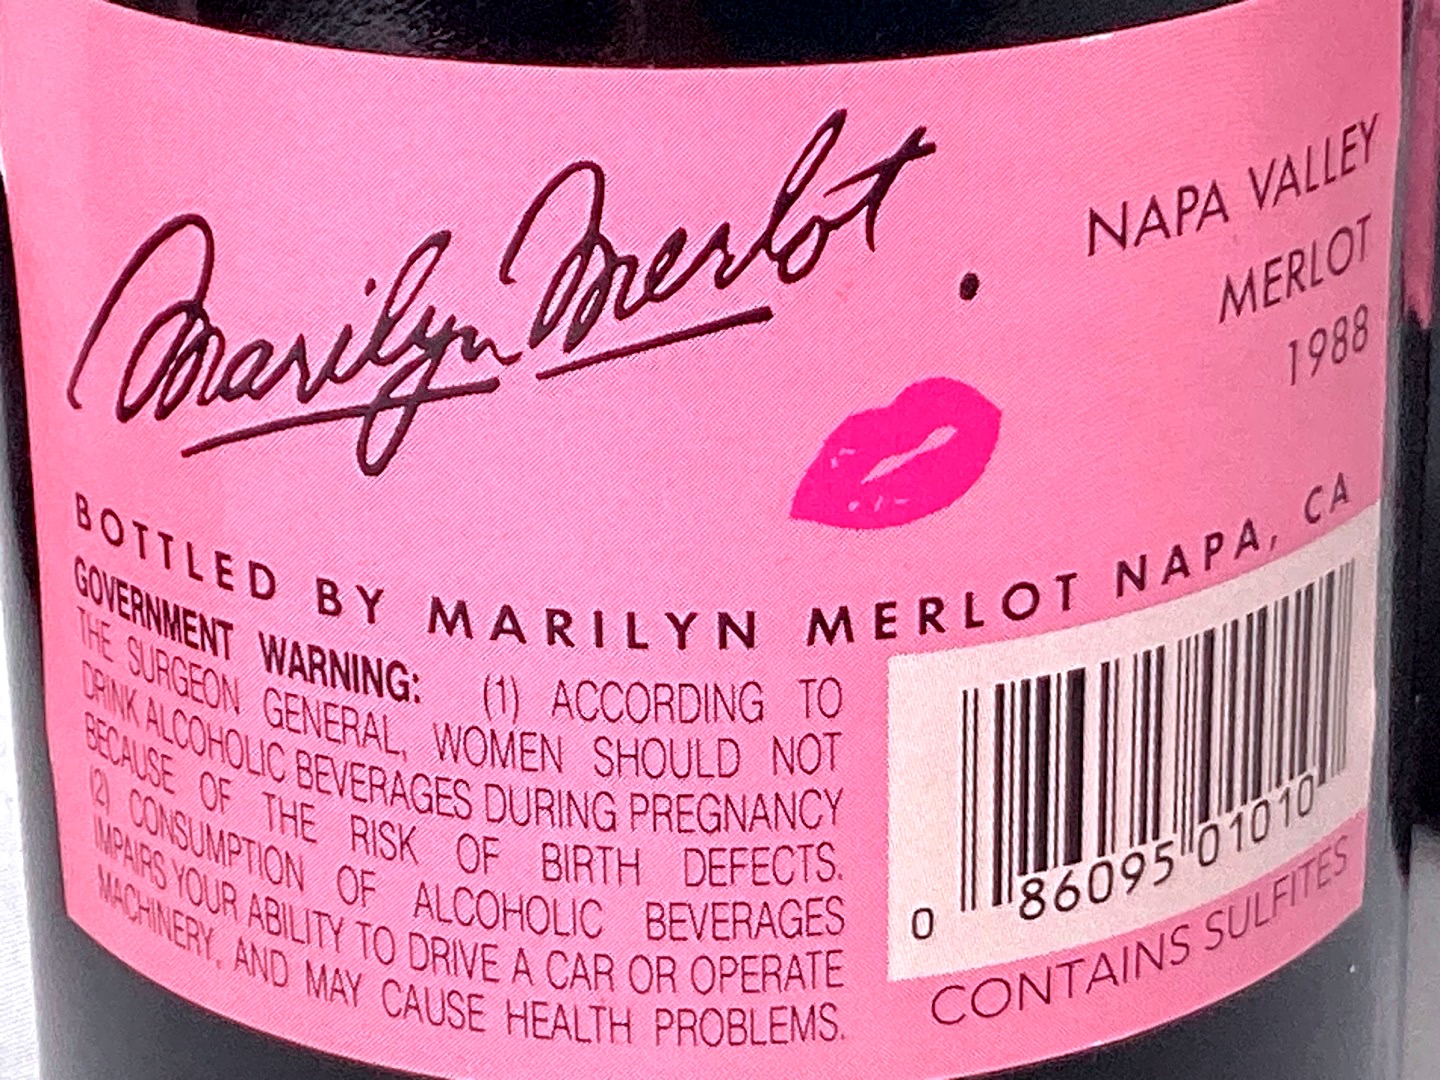 Marilyn Merlot.
NAPA VALLEY
MERLOT
1988
BOTTLED BY MARILYN MERLOT NAPA, CA
GOVERNMENT WARNING: (1) ACCORDING TO
THE SURGEON GENERAL, WOMEN SHOULD NOT
DRINK ALCOHOLIC BEVERAGES DURING PREGNANCY
BECAUSE OF THE RISK OF BIRTH DEFECTS.
(2) CONSUMPTION OF ALCOHOLIC BEVERAGES
IMPAIRS YOUR ABILITY TO DRIVE A CAR OR OPERATE
MACHINERY, AND MAY CAUSE HEALTH PROBLEMS.
0 86095 01010
CONTAINS SULFITES